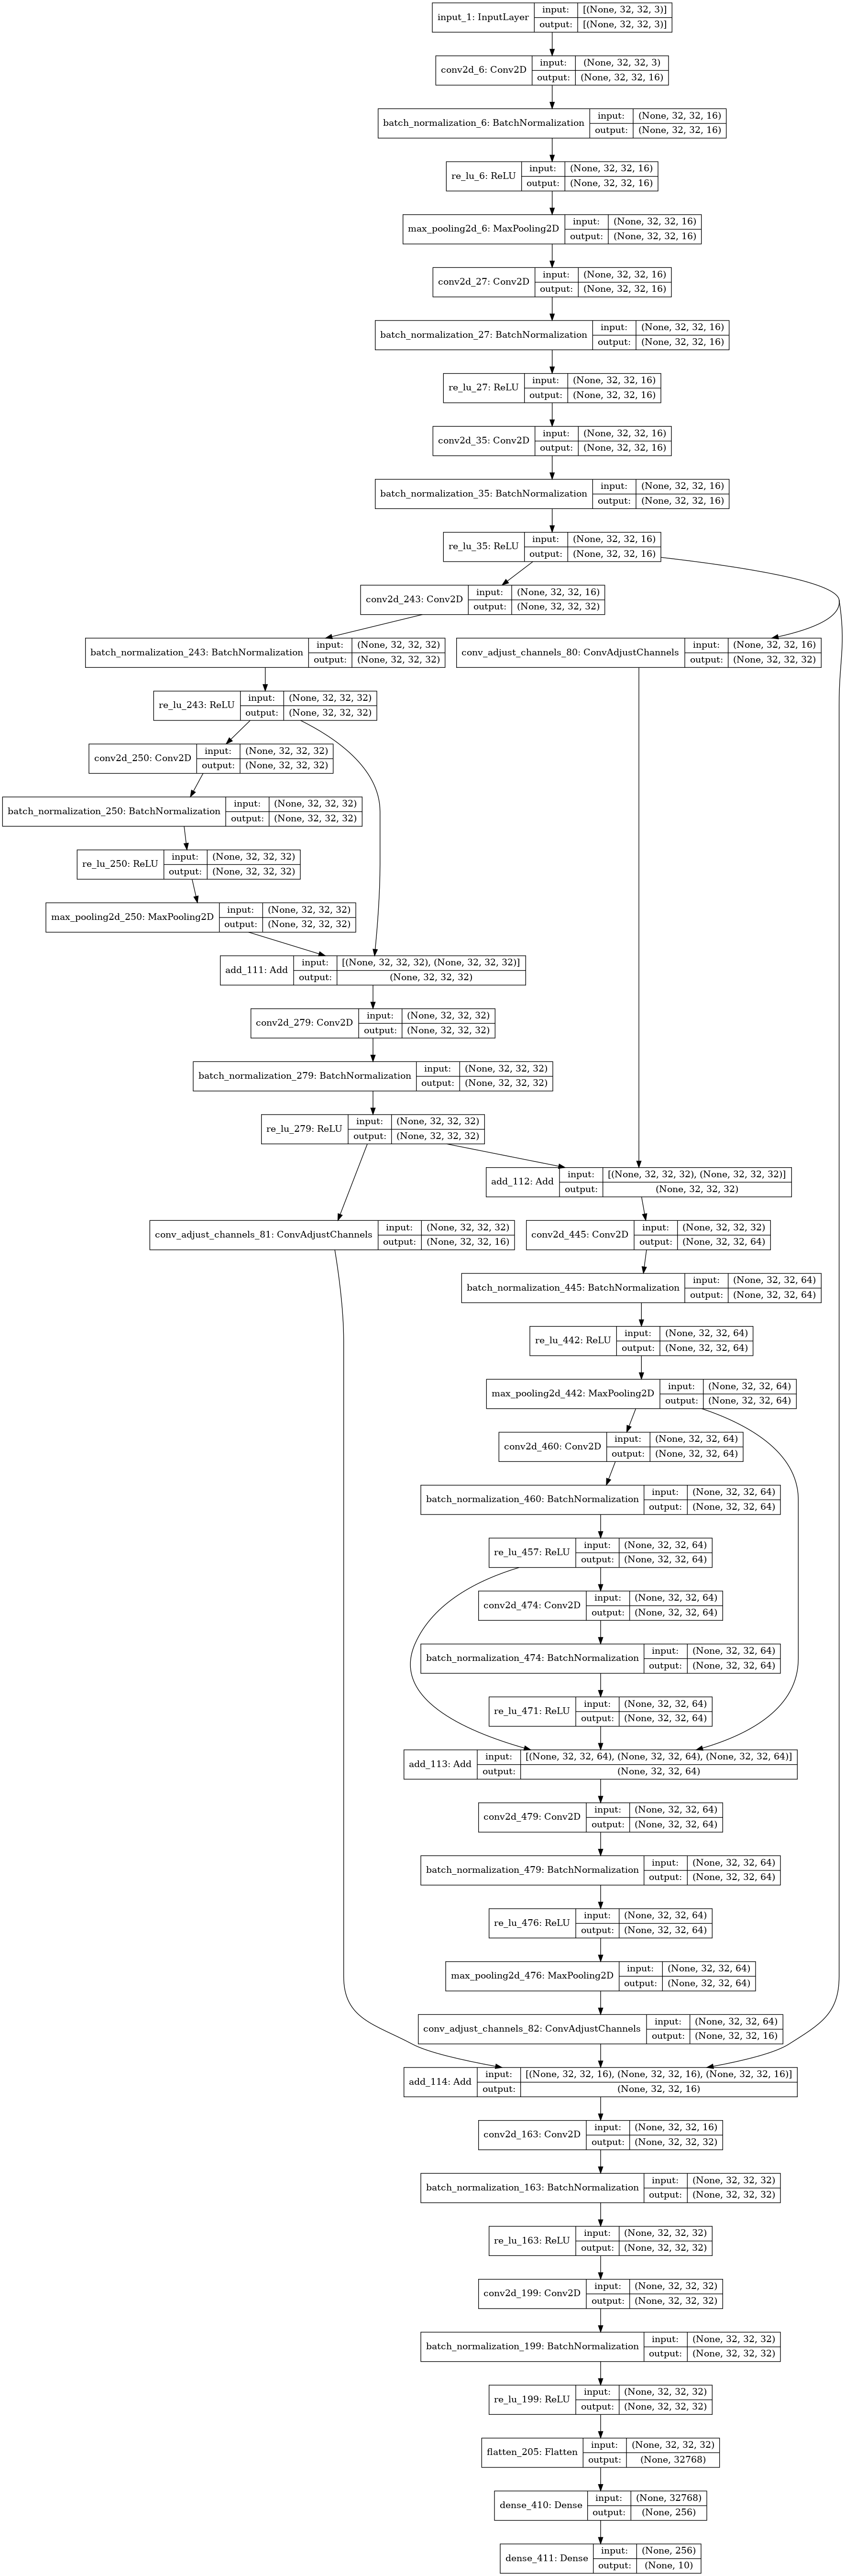 input_1: InputLayer
input:
[(None, 32, 32, 3)]
output:
[(None, 32, 32, 3)]
conv2d_6: Conv2D
input:
(None, 32, 32, 3)
output:
(None, 32, 32, 16)
batch_normalization_6: BatchNormalization
input:
(None, 32, 32, 16)
output:
(None, 32, 32, 16)
re_lu_6: ReLU
input:
(None, 32, 32, 16)
output:
(None, 32, 32, 16)
max_pooling2d_6: MaxPooling2D
input:
(None, 32, 32, 16)
output:
(None, 32, 32, 16)
conv2d_27: Conv2D
input:
(None, 32, 32, 16)
output:
(None, 32, 32, 16)
batch_normalization_27: BatchNormalization
input:
(None, 32, 32, 16)
output:
(None, 32, 32, 16)
re_lu_27: ReLU
input:
(None, 32, 32, 16)
output:
(None, 32, 32, 16)
conv2d_35: Conv2D
input:
(None, 32, 32, 16)
output:
(None, 32, 32, 16)
batch_normalization_35: BatchNormalization
input:
(None, 32, 32, 16)
output:
(None, 32, 32, 16)
re_lu_35: ReLU
input:
(None, 32, 32, 16)
output:
(None, 32, 32, 16)
conv2d_243: Conv2D
input:
(None, 32, 32, 16)
output:
(None, 32, 32, 32)
batch_normalization_243: BatchNormalization
input:
(None, 32, 32, 32)
output:
(None, 32, 32, 32)
conv_adjust_channels_80: ConvAdjustChannels
input:
(None, 32, 32, 16)
output:
(None, 32, 32, 32)
re_lu_243: ReLU
input:
(None, 32, 32, 32)
output:
(None, 32, 32, 32)
conv2d_250: Conv2D
input:
(None, 32, 32, 32)
output:
(None, 32, 32, 32)
batch_normalization_250: BatchNormalization
input:
(None, 32, 32, 32)
output:
(None, 32, 32, 32)
re_lu_250: ReLU
input:
(None, 32, 32, 32)
output:
(None, 32, 32, 32)
max_pooling2d_250: MaxPooling2D
input:
(None, 32, 32, 32)
output:
(None, 32, 32, 32)
add_111: Add
input:
[(None, 32, 32, 32), (None, 32, 32, 32)]
output:
(None, 32, 32, 32)
conv2d_279: Conv2D
input:
(None, 32, 32, 32)
output:
(None, 32, 32, 32)
batch_normalization_279: BatchNormalization
input:
(None, 32, 32, 32)
output:
(None, 32, 32, 32)
re_lu_279: ReLU
input:
(None, 32, 32, 32)
output:
(None, 32, 32, 32)
add_112: Add
input:
[(None, 32, 32, 32), (None, 32, 32, 32)]
output:
(None, 32, 32, 32)
conv_adjust_channels_81: ConvAdjustChannels
input:
(None, 32, 32, 32)
output:
(None, 32, 32, 16)
conv2d_445: Conv2D
input:
(None, 32, 32, 32)
output:
(None, 32, 32, 64)
batch_normalization_445: BatchNormalization
input:
(None, 32, 32, 64)
output:
(None, 32, 32, 64)
re_lu_442: ReLU
input:
(None, 32, 32, 64)
output:
(None, 32, 32, 64)
max_pooling2d_442: MaxPooling2D
input:
(None, 32, 32, 64)
output:
(None, 32, 32, 64)
conv2d_460: Conv2D
input:
(None, 32, 32, 64)
output:
(None, 32, 32, 64)
batch_normalization_460: BatchNormalization
input:
(None, 32, 32, 64)
output:
(None, 32, 32, 64)
re_lu_457: ReLU
input:
(None, 32, 32, 64)
output:
(None, 32, 32, 64)
conv2d_474: Conv2D
input:
(None, 32, 32, 64)
output:
(None, 32, 32, 64)
batch_normalization_474: BatchNormalization
input:
(None, 32, 32, 64)
output:
(None, 32, 32, 64)
re_lu_471: ReLU
input:
(None, 32, 32, 64)
output:
(None, 32, 32, 64)
add_113: Add
input:
[(None, 32, 32, 64), (None, 32, 32, 64), (None, 32, 32, 64)]
output:
(None, 32, 32, 64)
conv2d_479: Conv2D
input:
(None, 32, 32, 64)
output:
(None, 32, 32, 64)
batch_normalization_479: BatchNormalization
input:
(None, 32, 32, 64)
output:
(None, 32, 32, 64)
re_lu_476: ReLU
input:
(None, 32, 32, 64)
output:
(None, 32, 32, 64)
max_pooling2d_476: MaxPooling2D
input:
(None, 32, 32, 64)
output:
(None, 32, 32, 64)
conv_adjust_channels_82: ConvAdjustChannels
input:
(None, 32, 32, 64)
output:
(None, 32, 32, 16)
add_114: Add
input:
[(None, 32, 32, 16), (None, 32, 32, 16), (None, 32, 32, 16)]
output:
(None, 32, 32, 16)
conv2d_163: Conv2D
input:
(None, 32, 32, 16)
output:
(None, 32, 32, 32)
batch_normalization_163: BatchNormalization
input:
(None, 32, 32, 32)
output:
(None, 32, 32, 32)
re_lu_163: ReLU
input:
(None, 32, 32, 32)
output:
(None, 32, 32, 32)
conv2d_199: Conv2D
input:
(None, 32, 32, 32)
output:
(None, 32, 32, 32)
batch_normalization_199: BatchNormalization
input:
(None, 32, 32, 32)
output:
(None, 32, 32, 32)
re_lu_199: ReLU
input:
(None, 32, 32, 32)
output:
(None, 32, 32, 32)
flatten_205: Flatten
input:
(None, 32, 32, 32)
output:
(None, 32768)
dense_410: Dense
input:
(None, 32768)
output:
(None, 256)
dense_411: Dense
input:
(None, 256)
output:
(None, 10)